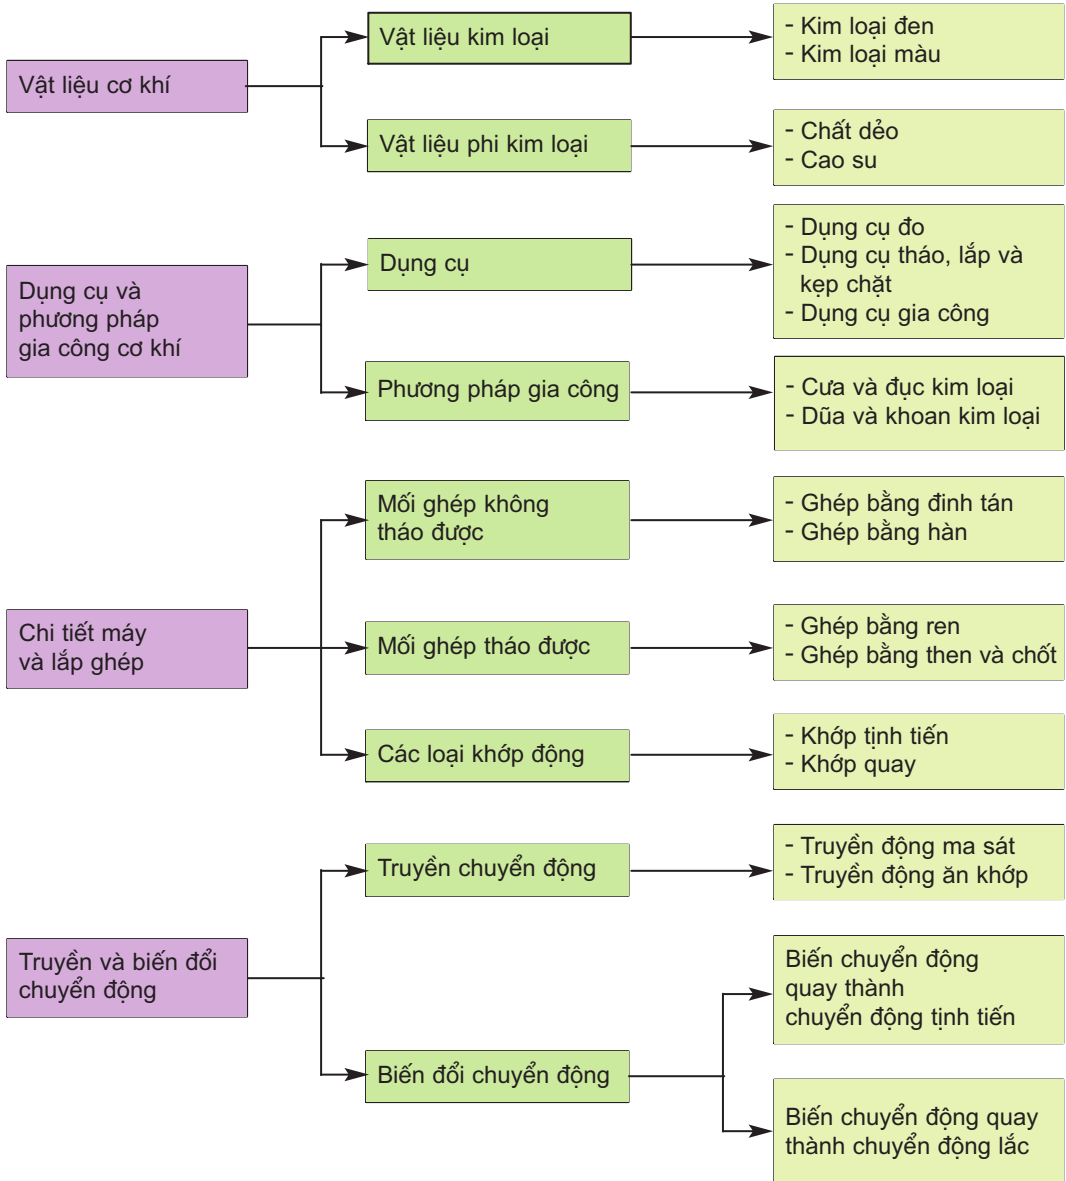 Vật liệu cơ khí
Vật liệu kim loại
- Kim loại đen
- Kim loại màu
Vật liệu phi kim loại
- Chất dẻo
- Cao su
Dụng cụ và
phương pháp
gia công cơ khí
Dụng cụ
- Dụng cụ đo
- Dụng cụ tháo, lắp và
kẹp chặt
- Dụng cụ gia công
Phương pháp gia công
- Cưa và đục kim loại
- Dũa và khoan kim loại
Chi tiết máy
và lắp ghép
Mối ghép không
tháo được
- Ghép bằng đinh tán
- Ghép bằng hàn
Mối ghép tháo được
- Ghép bằng ren
- Ghép bằng then và chốt
Các loại khớp động
- Khớp tịnh tiến
- Khớp quay
Truyền và biến đổi
chuyển động
Truyền chuyển động
- Truyền động ma sát
- Truyền động ăn khớp
Biến đổi chuyển động
Biến chuyển động
quay thành
chuyển động tịnh tiến
Biến chuyển động quay
thành chuyển động lắc